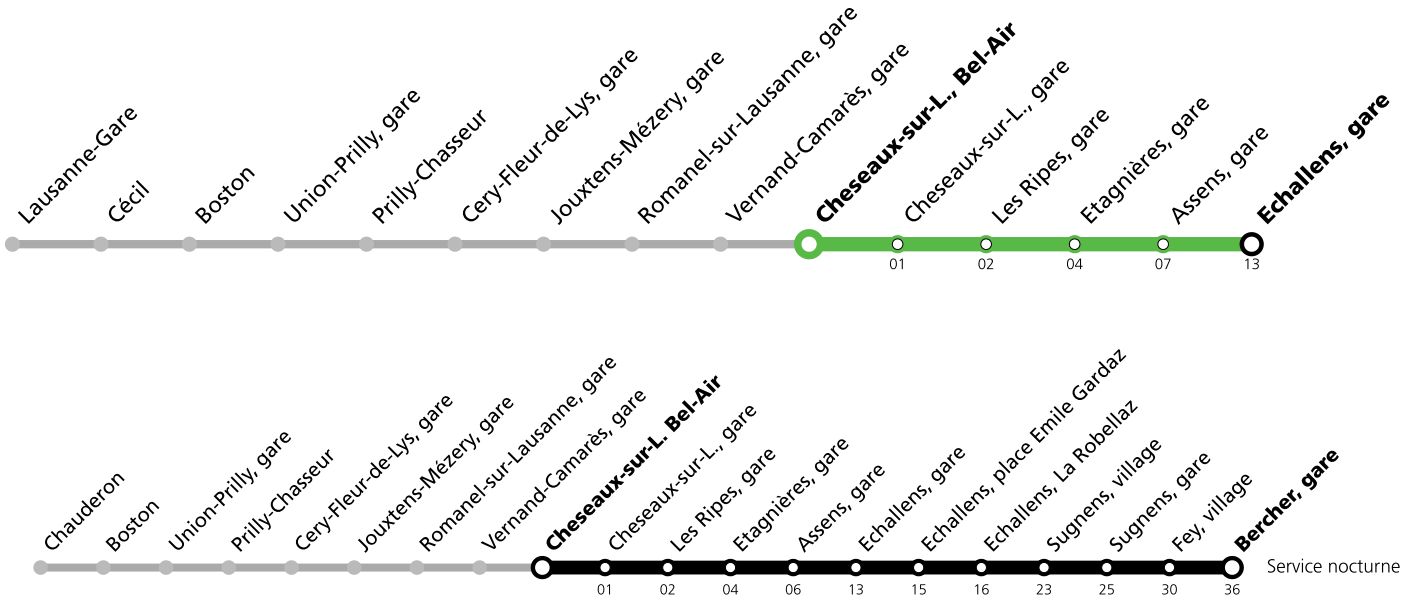 Lausanne-Gare
Cécil
Boston
Union-Prilly, gare
Prilly-Chasseur
Cery-Fleur-de-Lys, gare
Jouxtens-Mézery, gare
Romanel-sur-Lausanne, gare
Vernand-Camarès, gare
Cheseaux-sur-L., Bel-Air
Cheseaux-sur-L., gare
Les Ripes, gare
Etagnières, gare
Assens, gare
Echallens, gare
01 02 04 07 13
Chauderon
Boston
Union-Prilly, gare
Prilly-Chasseur
Cery-Fleur-de-Lys, gare
Jouxtens-Mézery, gare
Romanel-sur-Lausanne, gare
Vernand-Camarès, gare
Cheseaux-sur-L. Bel-Air
Cheseaux-sur-L., gare
Les Ripes, gare
Etagnières, gare
Assens, gare
Echallens, gare
Echallens, place Emile Gardaz
Echallens, La Robellaz
Sugnens, village
Sugnens, gare
Fey, village
Bercher, gare
Service nocturne
01 02 04 06 13 15 16 23 25 30 36